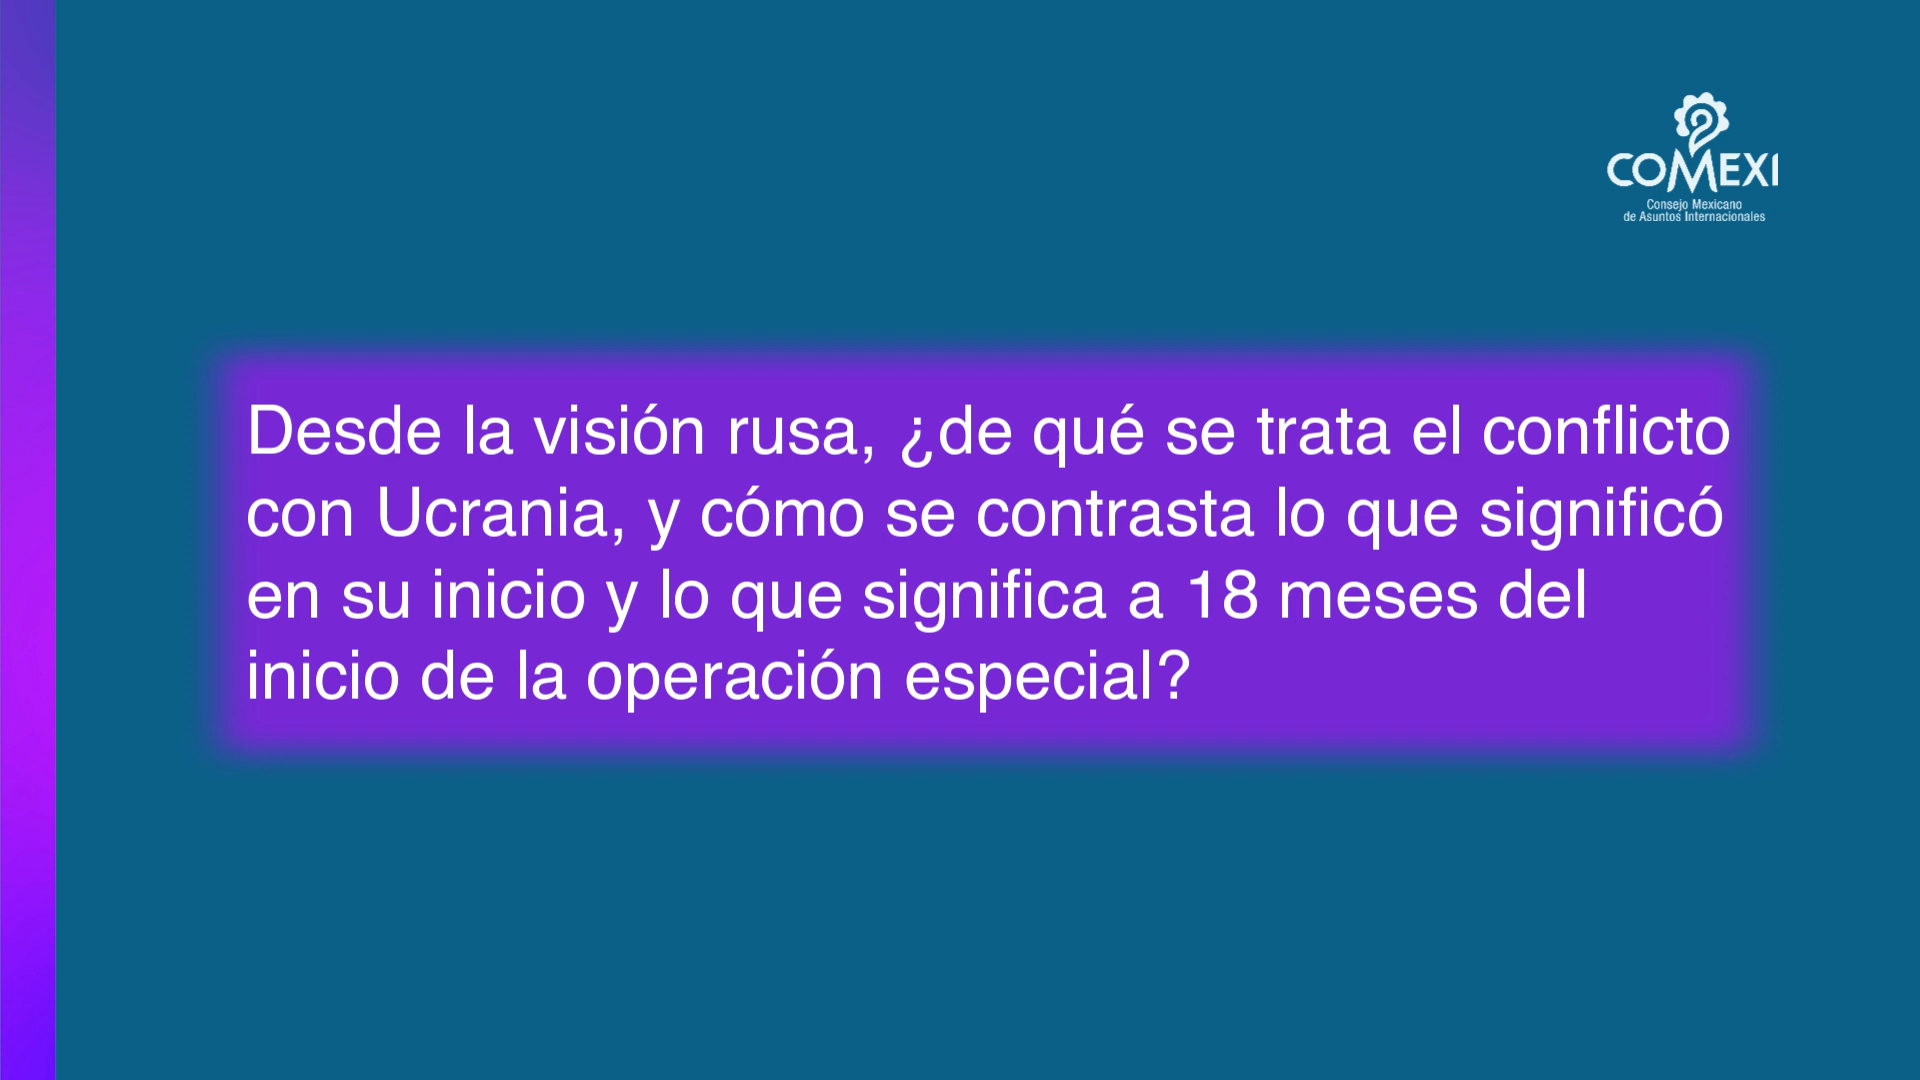 COMEXI
Consejo Mexicano
de Asuntos Internacionales
Desde la visión rusa, ¿de qué se trata el conflicto
con Ucrania, y cómo se contrasta lo que significó
en su inicio y lo que significa a 18 meses del
inicio de la operación especial?